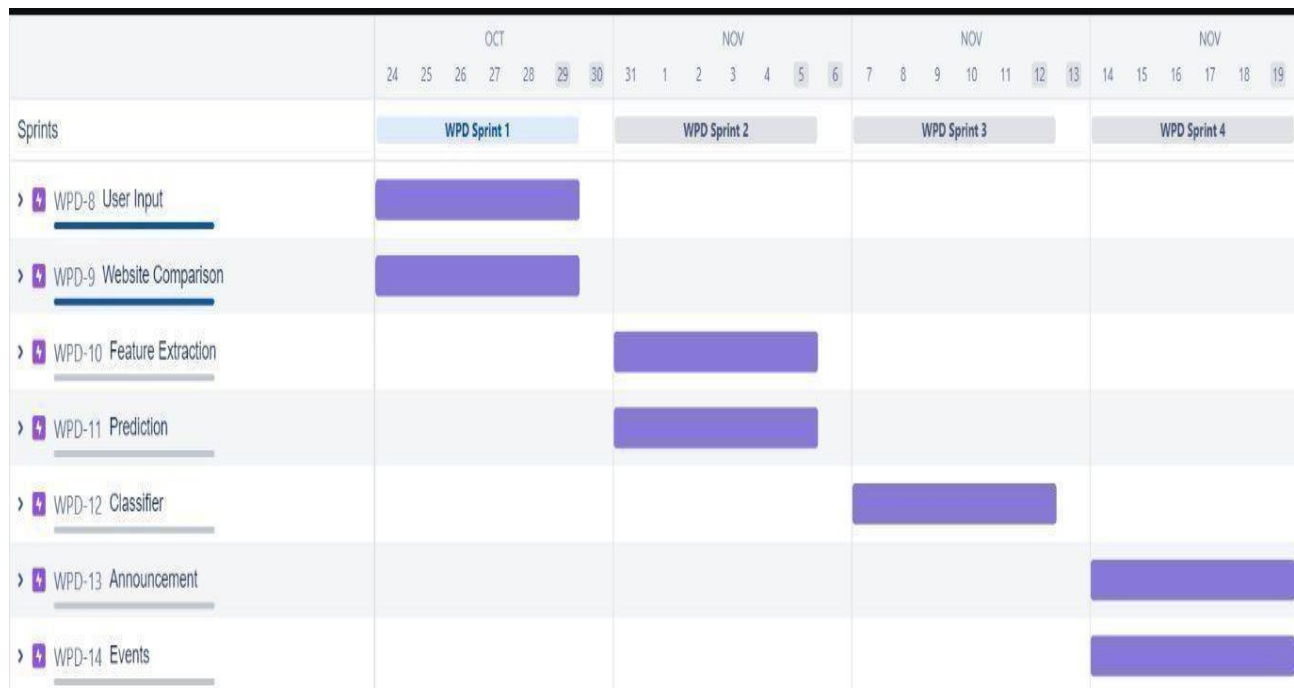 OCT NOV NOV NOV
24 25 26 27 28 29 30 31 1 2 3 4 5 6 7 8 9 10 11 12 13 14 15 16 17 18 19
Sprints WPD Sprint 1 WPD Sprint 2 WPD Sprint 3 WPD Sprint 4
WPD-8 User Input
WPD-9 Website Comparison
WPD-10 Feature Extraction
WPD-11 Prediction
WPD-12 Classifier
WPD-13 Announcement
WPD-14 Events